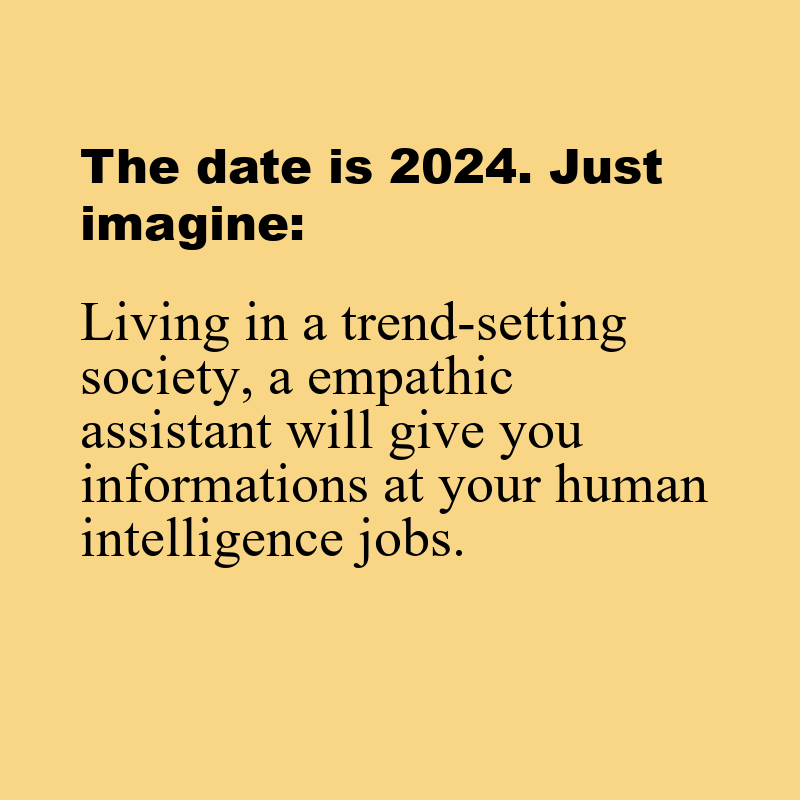 The date is 2024. Just
imagine:
Living in a trend-setting
society, a empathic
assistant will give you
informations at your human
intelligence jobs.